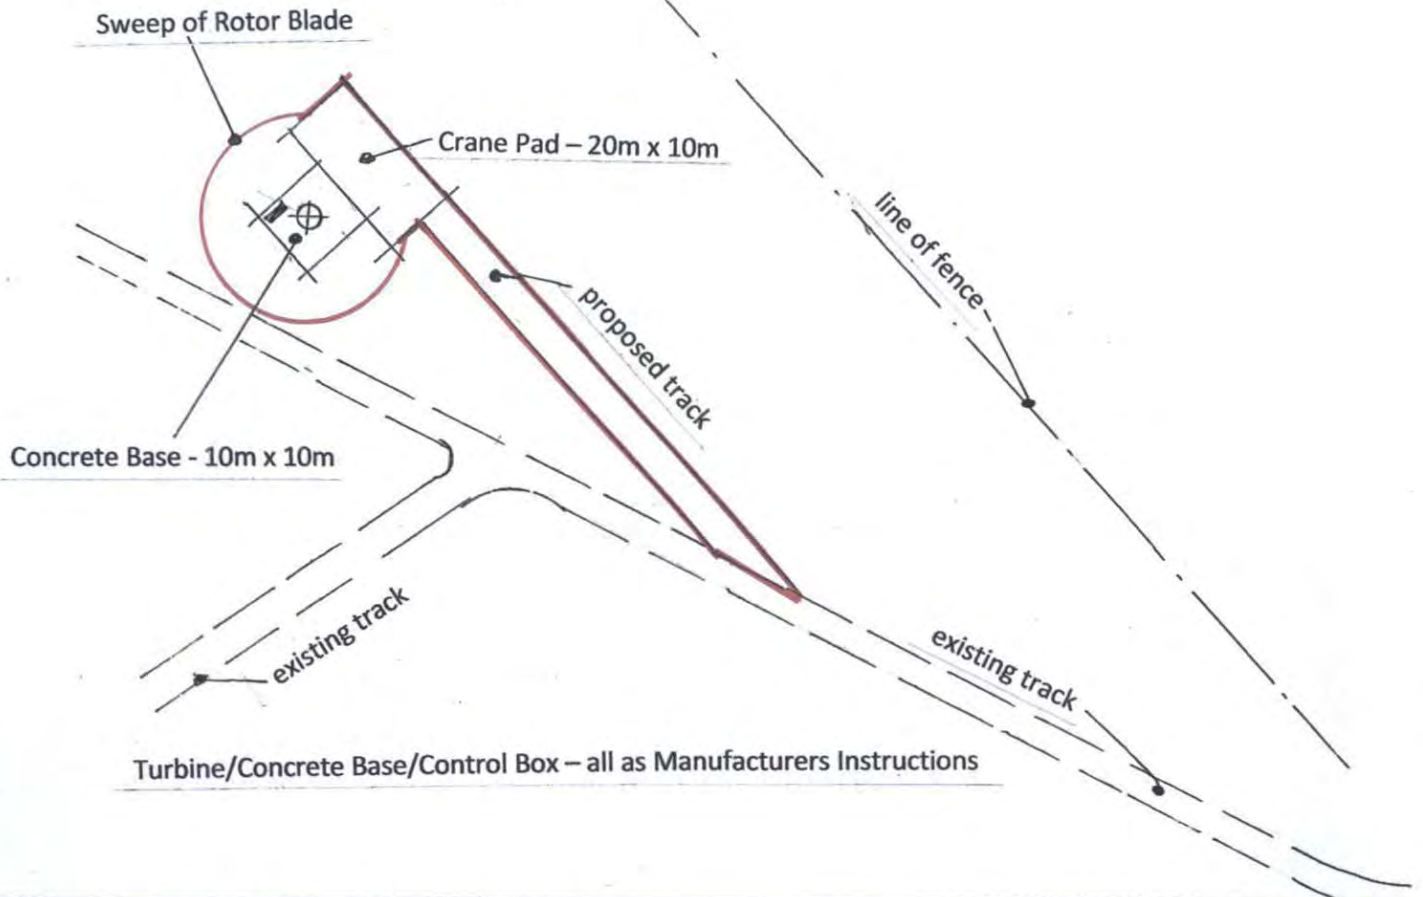 Sweep of Rotor Blade
Crane Pad – 20m x 10m
line of fence
proposed track
Concrete Base - 10m x 10m
existing track
existing track
Turbine/Concrete Base/Control Box – all as Manufacturers Instructions